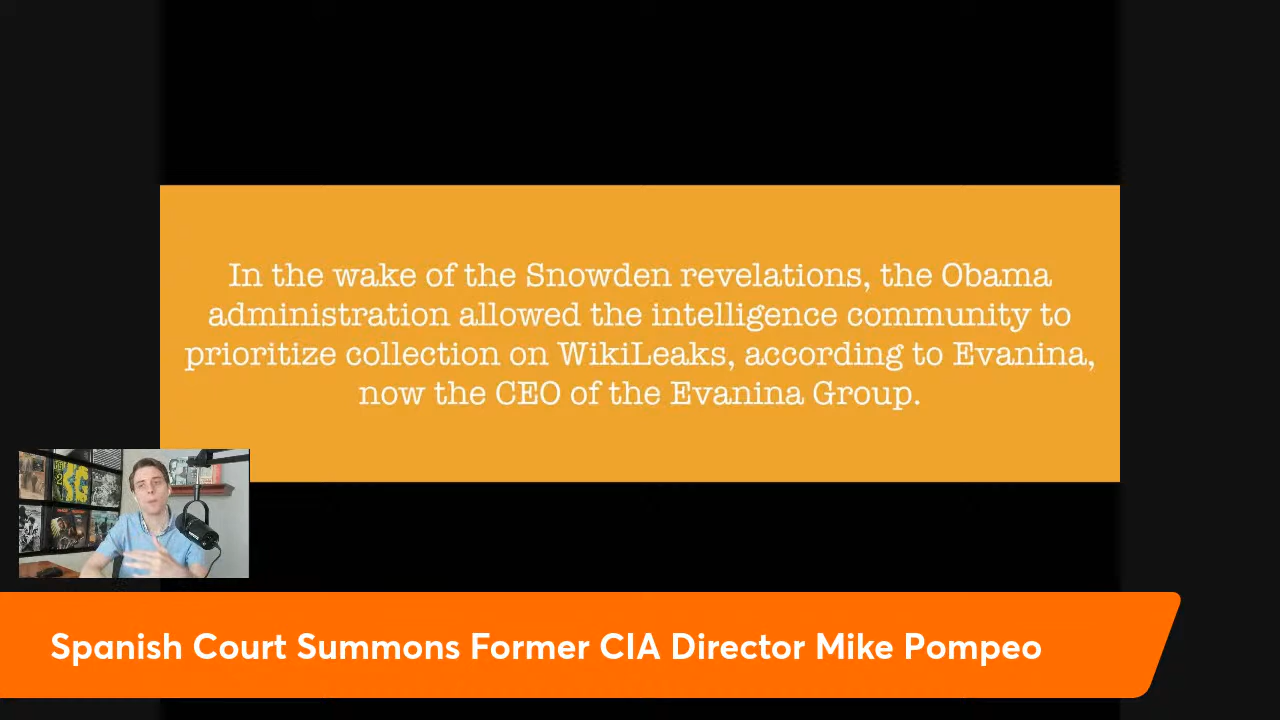 In the wake of the Snowden revelations, the Obama
administration allowed the intelligence community to
prioritize collection on WikiLeaks, according to Evanina,
now the CEO of the Evanina Group.
Spanish Court Summons Former CIA Director Mike Pompeo